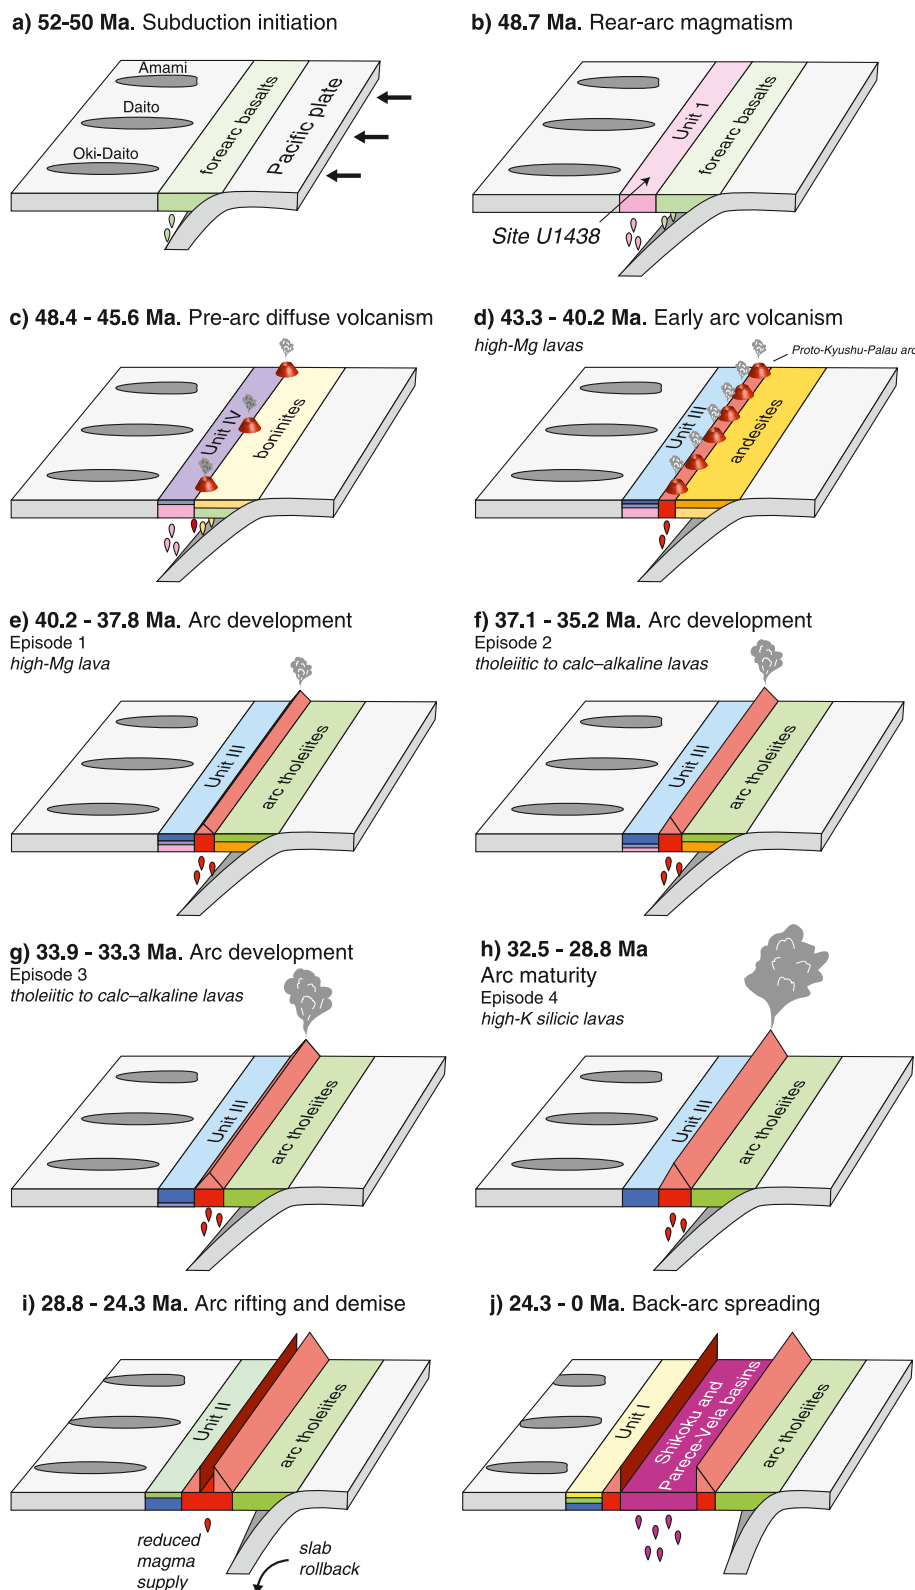 a) 52-50 Ma. Subduction initiation
Amami
Daito
Oki-Daito
forearc basalts
Pacific plate
b) 48.7 Ma. Rear-arc magmatism
Unit 1
forearc basalts
Site U1438
c) 48.4 - 45.6 Ma. Pre-arc diffuse volcanism
Unit IV
boninites
d) 43.3 - 40.2 Ma. Early arc volcanism
high-Mg lavas
Proto-Kyushu-Palau arc
Unit III
andesites
e) 40.2 - 37.8 Ma. Arc development
Episode 1
high-Mg lava
Unit III
arc tholeiites
f) 37.1 - 35.2 Ma. Arc development
Episode 2
tholeiitic to calc–alkaline lavas
Unit III
arc tholeiites
g) 33.9 - 33.3 Ma. Arc development
Episode 3
tholeiitic to calc–alkaline lavas
Unit III
arc tholeiites
h) 32.5 - 28.8 Ma
Arc maturity
Episode 4
high-K silicic lavas
Unit III
arc tholeiites
i) 28.8 - 24.3 Ma. Arc rifting and demise
Unit II
arc tholeiites
reduced
magma
supply
slab
rollback
j) 24.3 - 0 Ma. Back-arc spreading
Unit I
Shikoku and
Parece-Vela basins
arc tholeiites